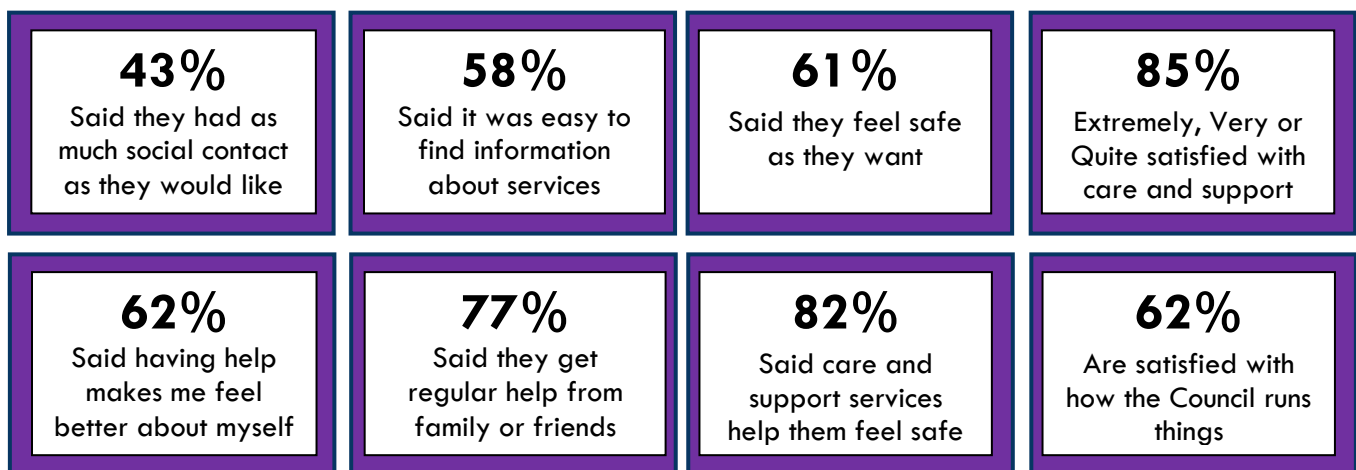 43%
Said they had as
much social contact
as they would like
58%
Said it was easy to
find information
about services
61%
Said they feel safe
as they want
85%
Extremely, Very or
Quite satisfied with
care and support
62%
Said having help
makes me feel
better about myself
77%
Said they get
regular help from
family or friends
82%
Said care and
support services
help them feel safe
62%
Are satisfied with
how the Council runs
things